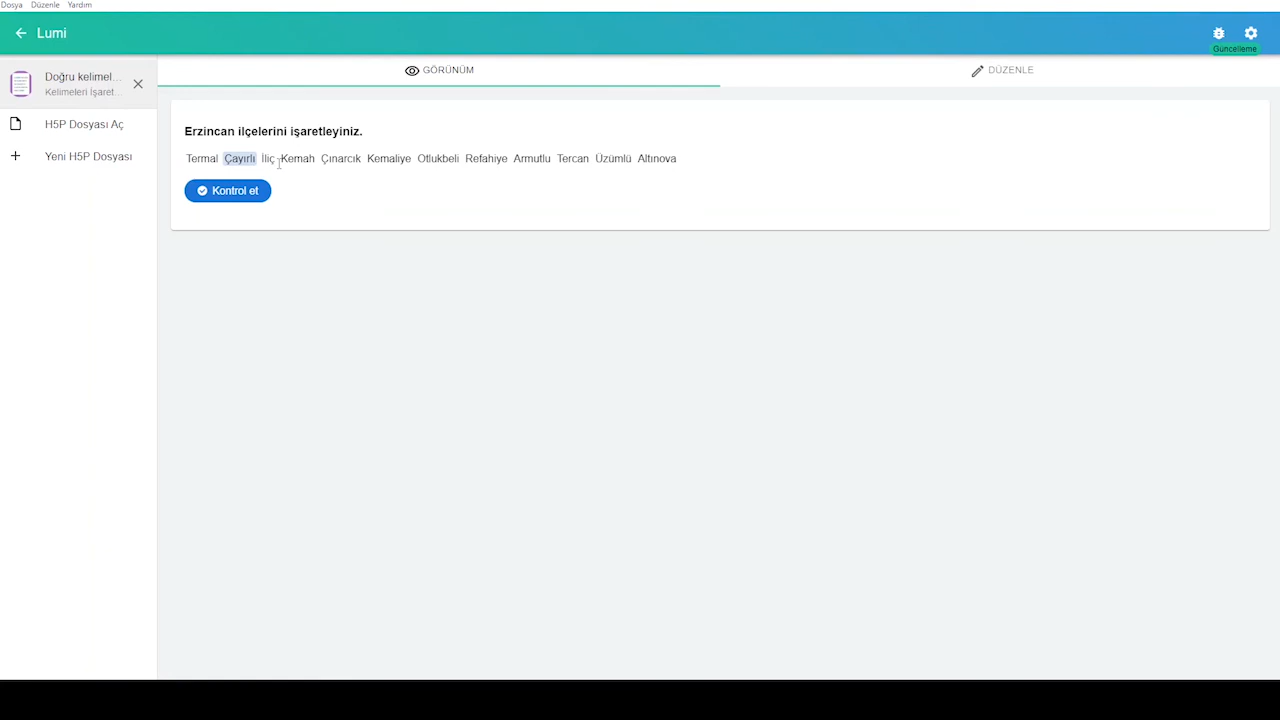 Dosya Düzenle Yardım
Lumi
Güncelleme
Doğru kelimel...
Kelimeleri İşaret...
H5P Dosyası Aç
Yeni H5P Dosyası
GÖRÜNÜM
DÜZENLE
Erzincan ilçelerini işaretleyiniz.
Termal Çayırlı İliç Kemah Çınarcık Kemaliye Otlukbeli Refahiye Armutlu Tercan Üzümlü Altınova
Kontrol et